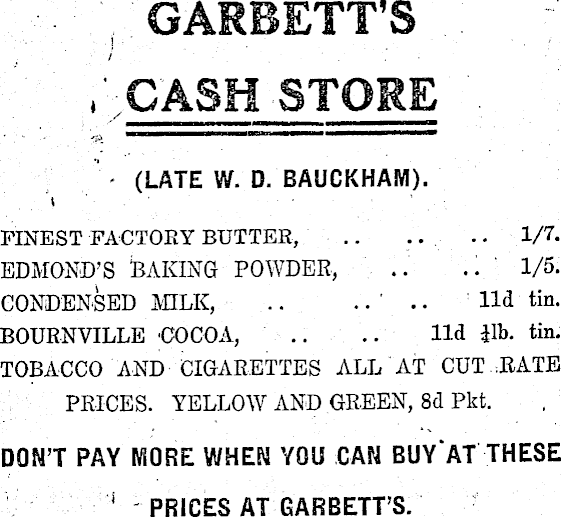 GARBETT'S
CASH STORE
(LATE W. D. BAUCKHAM).
FINEST FACTORY BUTTER, .. .. .. 1/7.
EDMOND'S BAKING POWDER, .. .. 1/5.
CONDENSED MILK, .. .. .. 11d tin.
BOURNVILLE COCOA, .. .. 11d ¼lb. tin.
TOBACCO AND CIGARETTES ALL AT CUT RATE
PRICES. YELLOW AND GREEN, 8d Pkt.
DON'T PAY MORE WHEN YOU CAN BUY AT THESE
PRICES AT GARBETT'S.